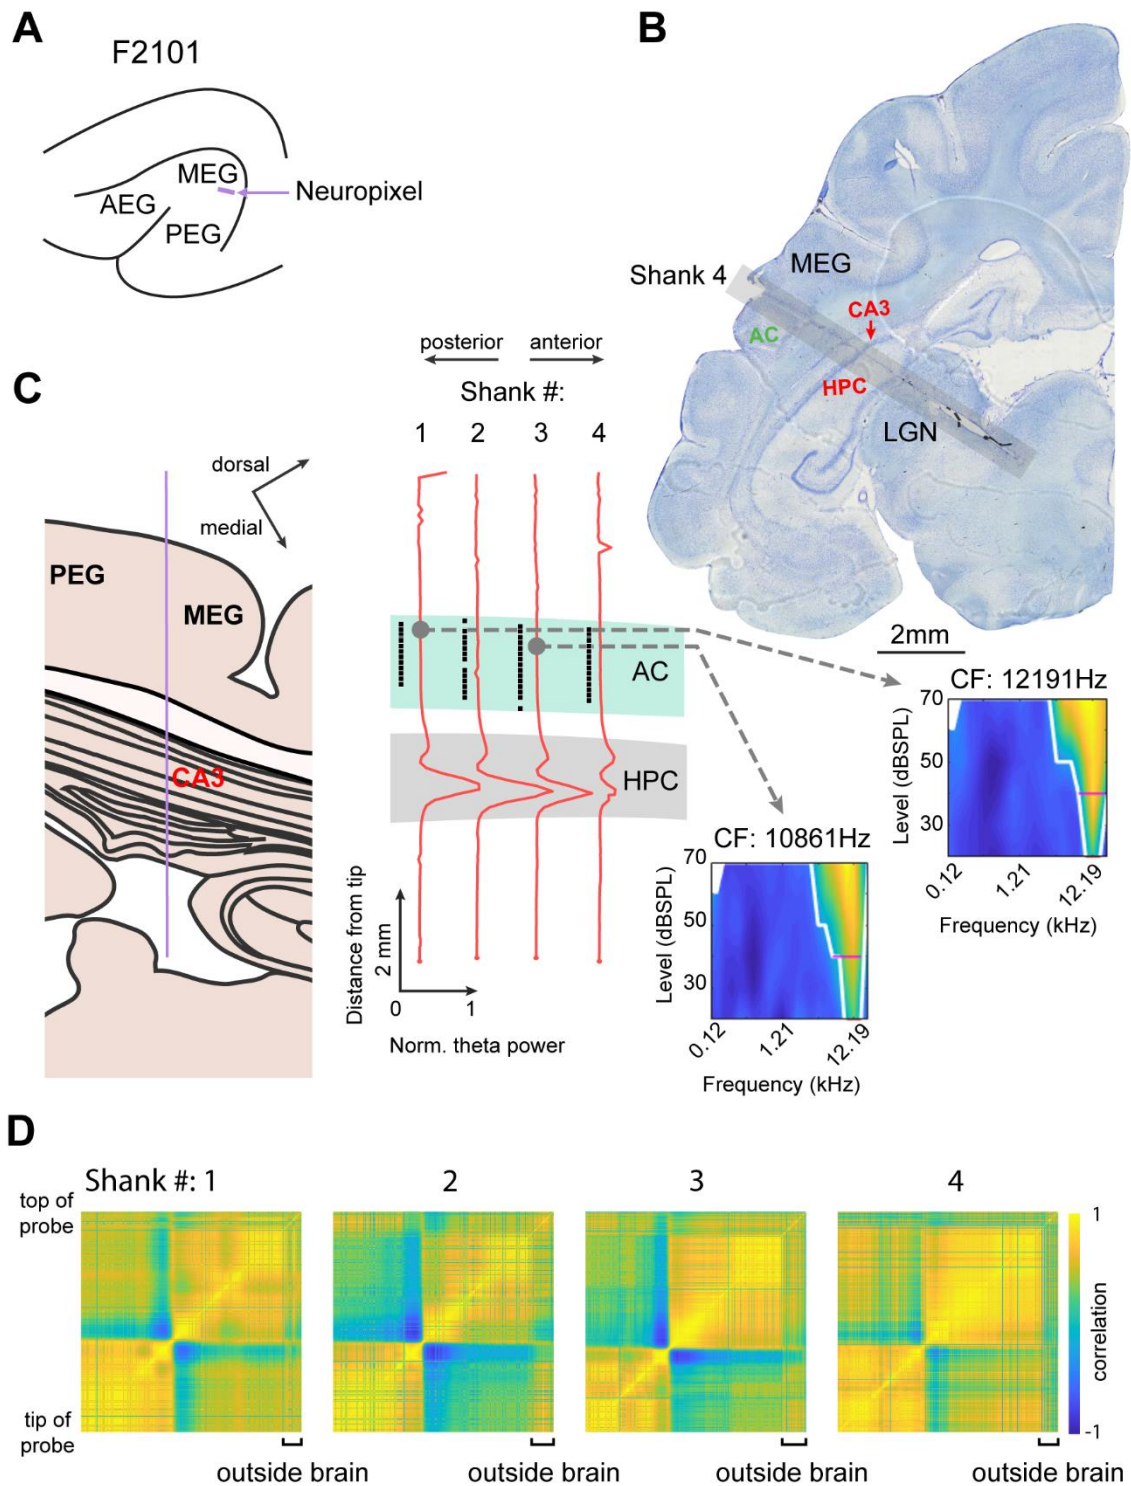 A
F2101
MEG
AEG
PEG
Neuropixel
B
MEG
Shank 4
CA3
AC
HPC
LGN
2mm
C
dorsal
medial
PEG
MEG
CA3
posterior
anterior
Shank #:
1 2 3 4
AC
HPC
Distance from tip
2 mm
0 1
Norm. theta power
CF: 12191Hz
Level (dBSPL)
70
50
30
0.12 1.21 12.19
Frequency (kHz)
CF: 10861Hz
Level (dBSPL)
70
50
30
0.12 1.21 12.19
Frequency (kHz)
D
Shank #: 1 2 3 4
top of
probe
tip of
probe
outside brain
outside brain
outside brain
outside brain
1
correlation
-1